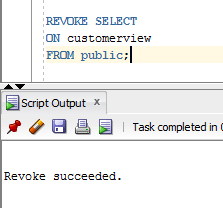 REVOKE SELECT
ON customerview
FROM public;
Script Output x
Task completed in
Revoke succeeded.